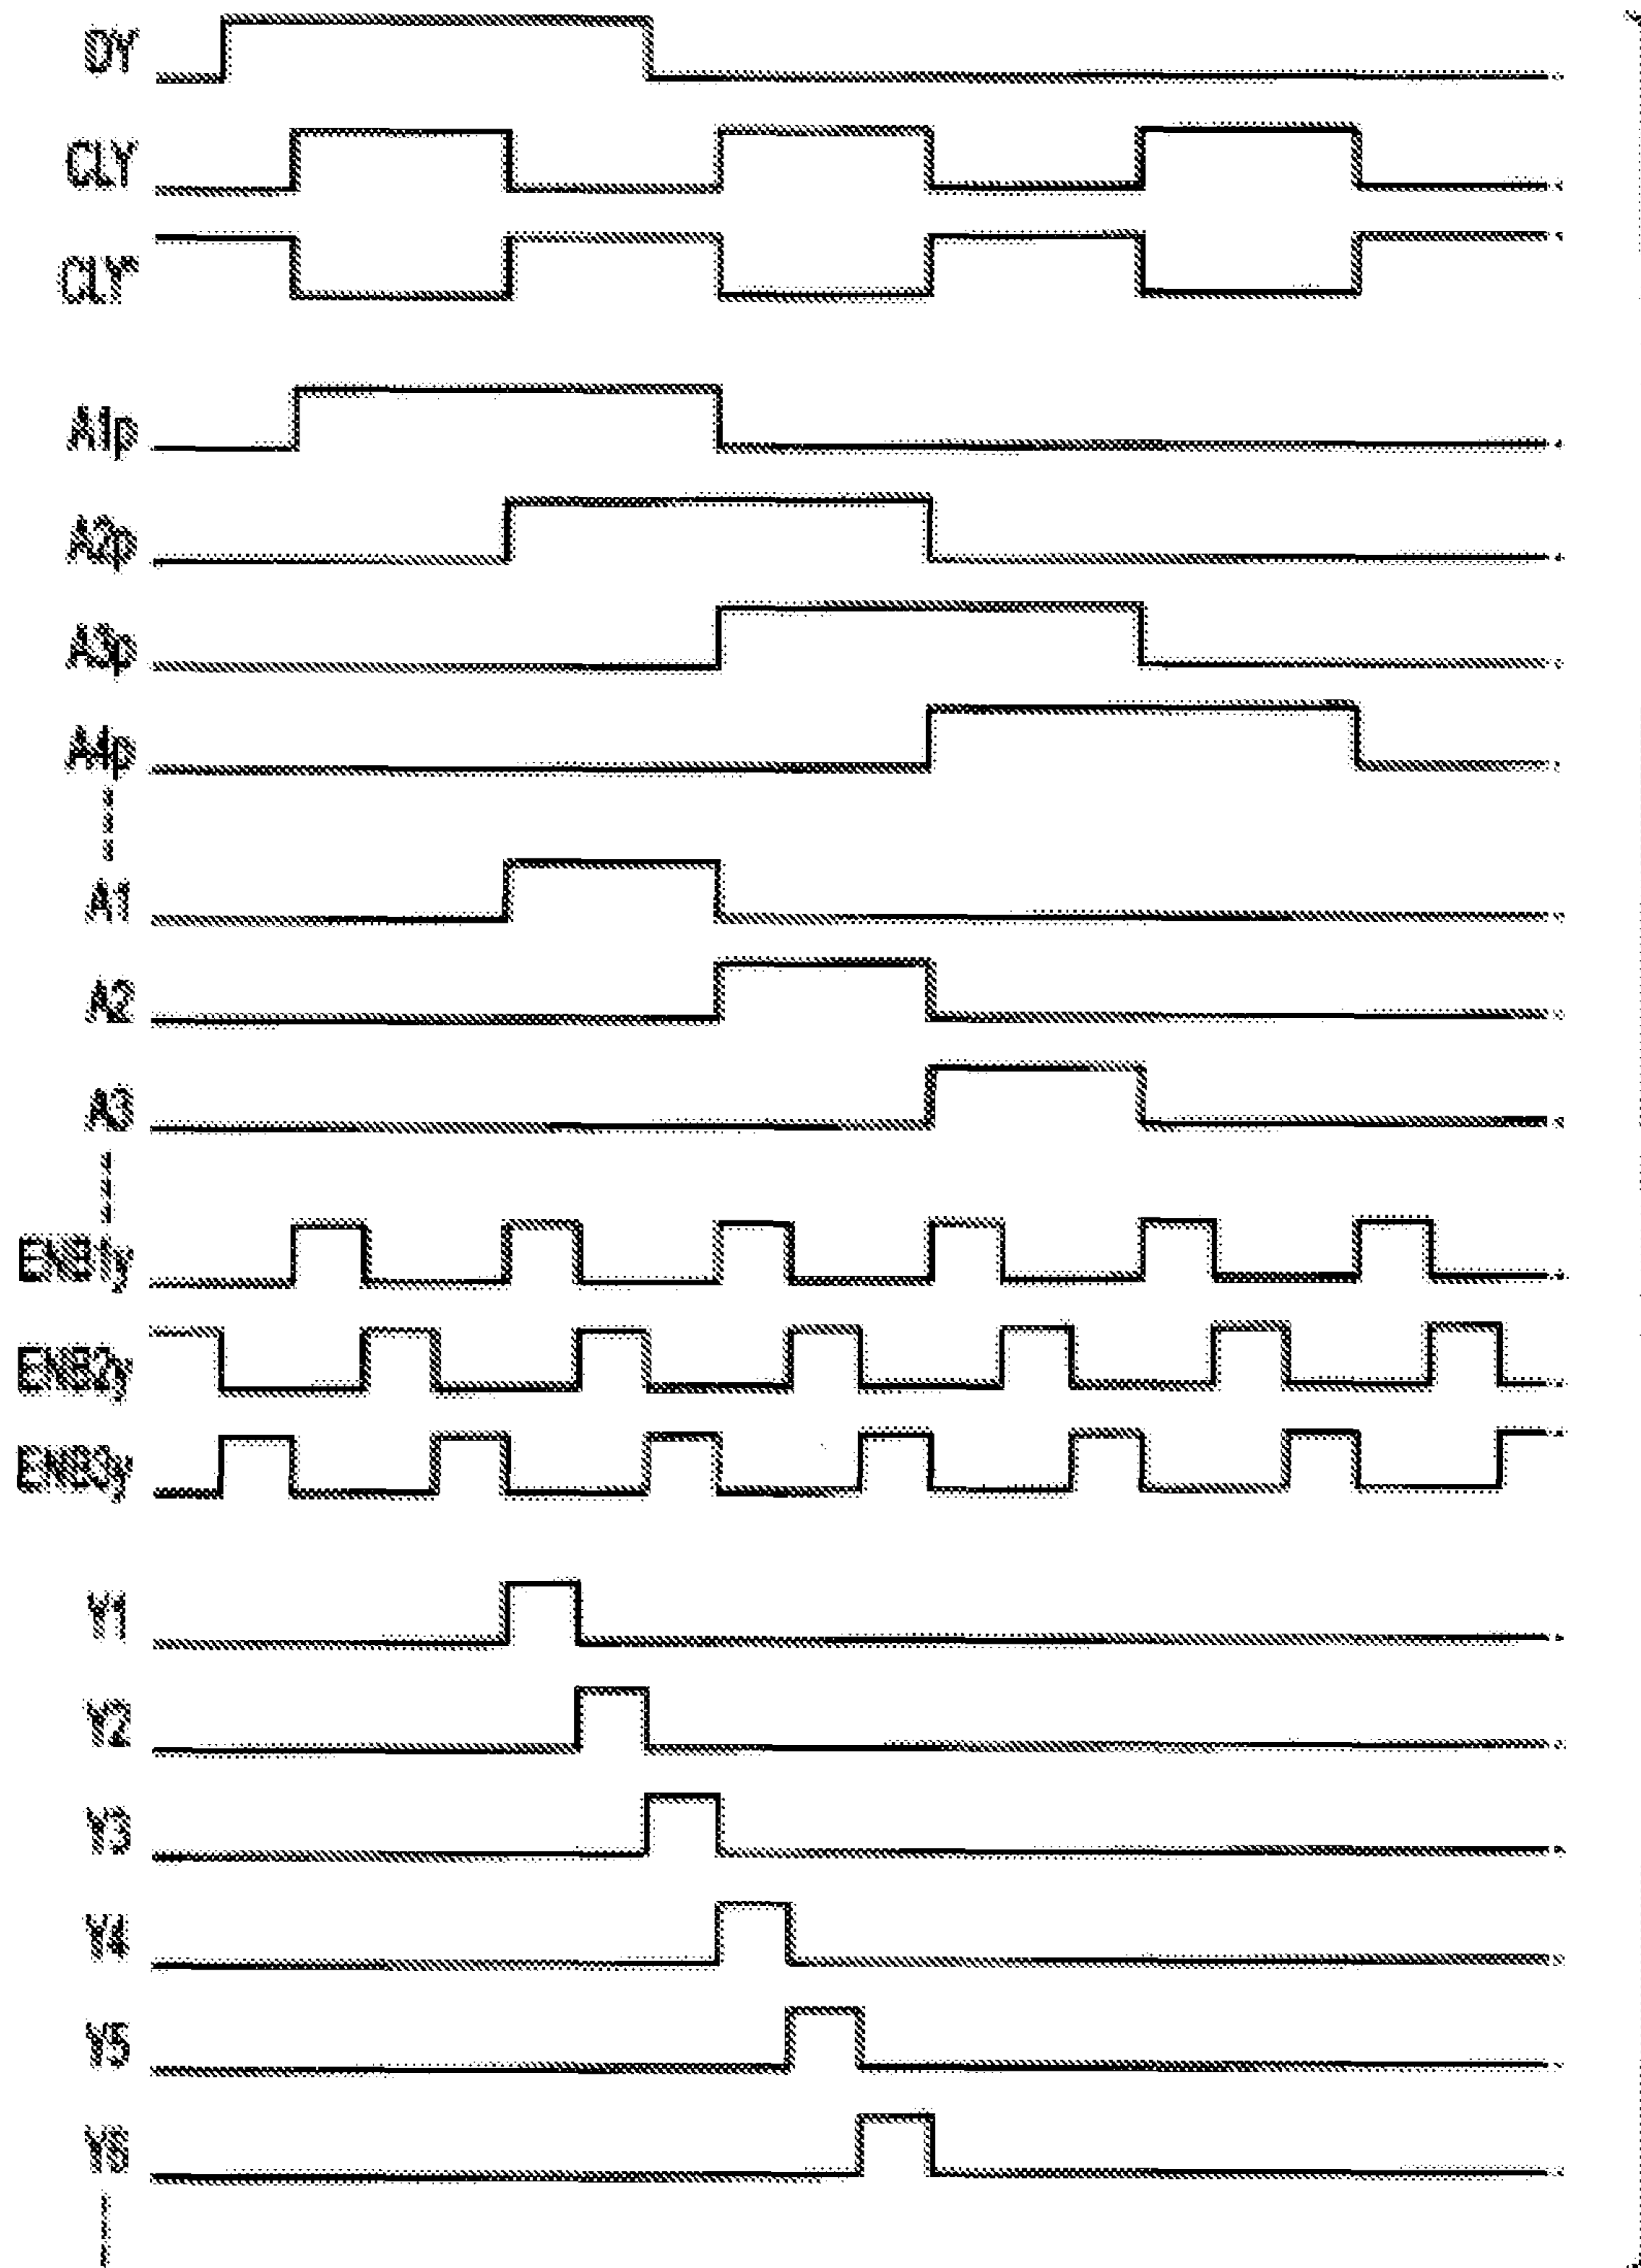 DY
CLY
CLY"
A1p
A2p
A3p
A4p
A1
A2
A3
ENB1y
ENB2y
ENB3y
Y1
Y2
Y3
Y4
Y5
Y6